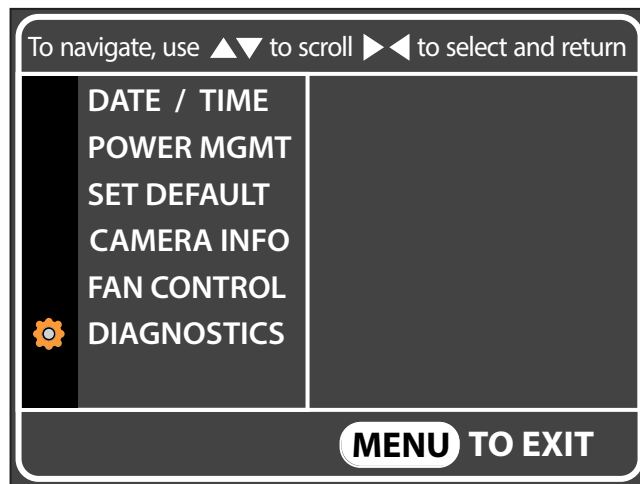 To navigate, use ▲▼ to scroll ▶◀ to select and return
DATE / TIME
POWER MGMT
SET DEFAULT
CAMERA INFO
FAN CONTROL
DIAGNOSTICS
MENU TO EXIT